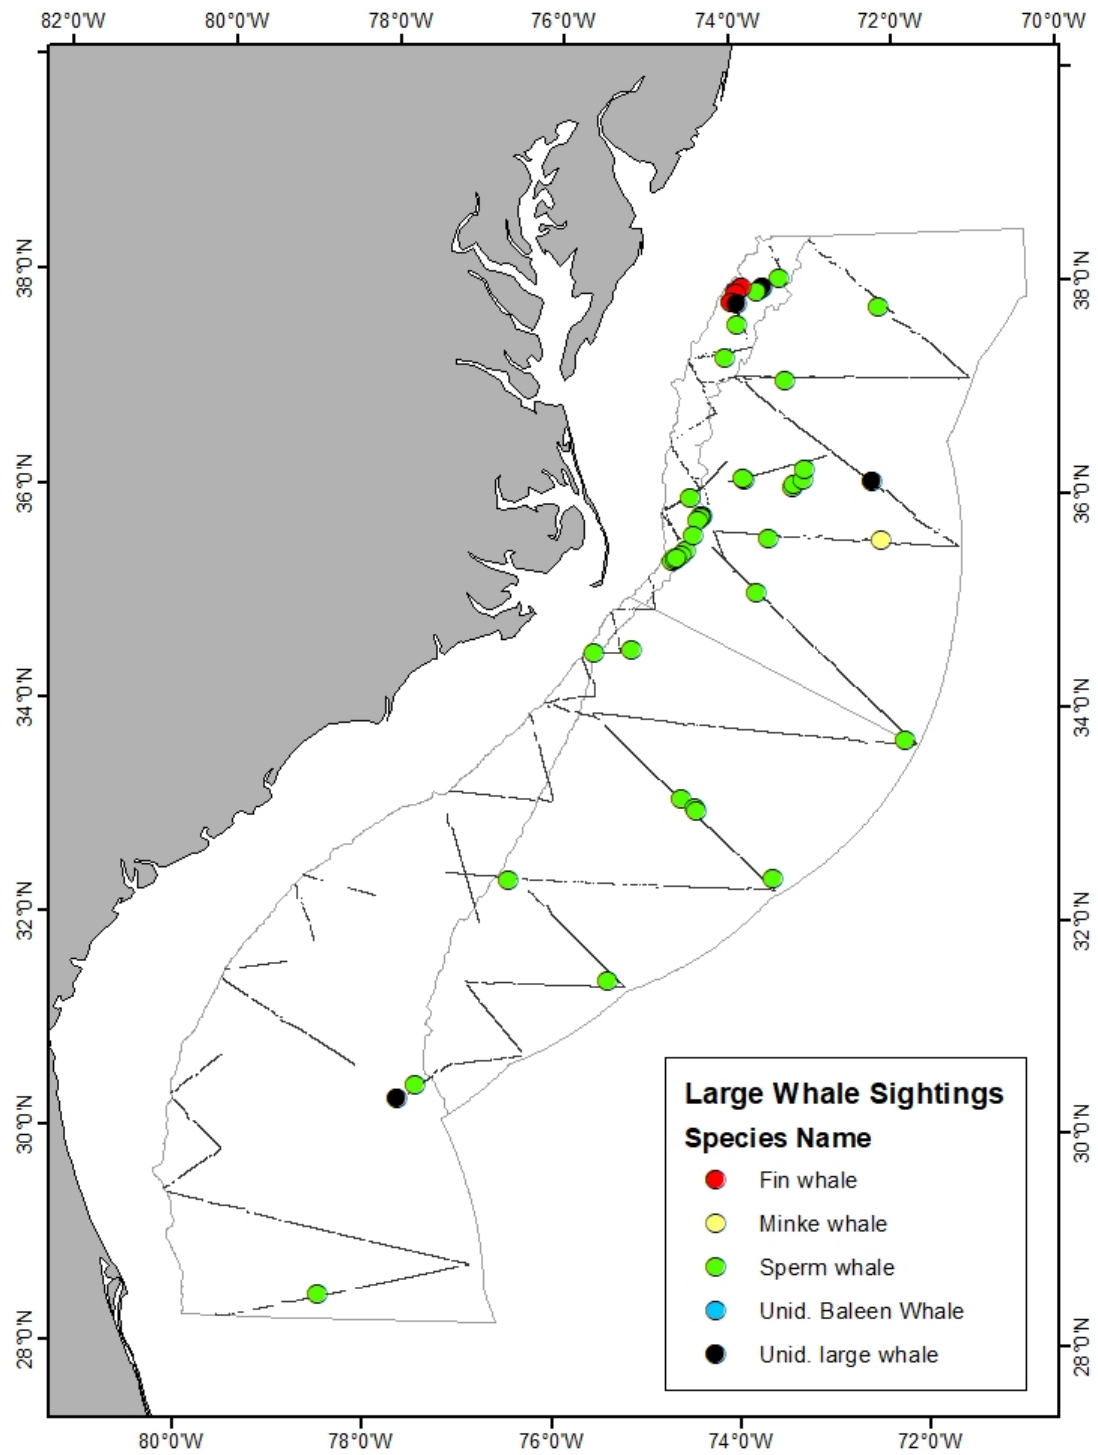 82°0'W 80°0'W 78°0'W 76°0'W 74°0'W 72°0'W 70°0'W
38°0'N 38°0'N
36°0'N 36°0'N
34°0'N 34°0'N
32°0'N 32°0'N
30°0'N 30°0'N
28°0'N 28°0'N
Large Whale Sightings
Species Name
Fin whale
Minke whale
Sperm whale
Unid. Baleen Whale
Unid. large whale
80°0'W 78°0'W 76°0'W 74°0'W 72°0'W